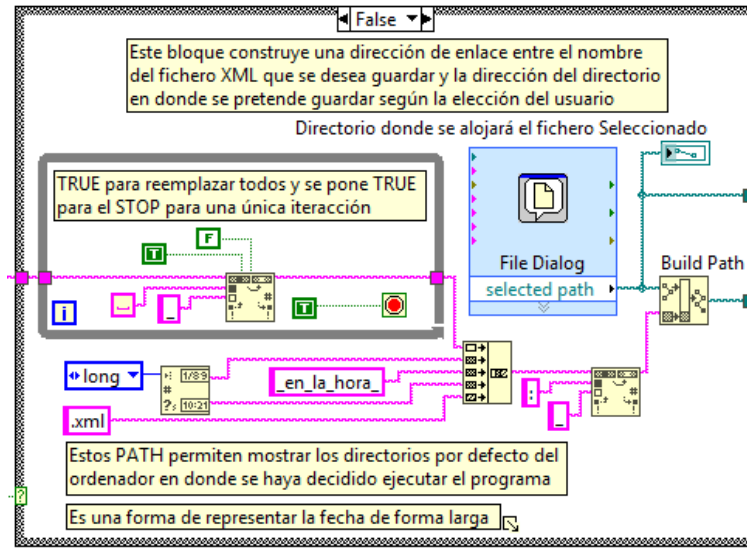 False
Este bloque construye una dirección de enlace entre el nombre
del fichero XML que se desea guardar y la dirección del directorio
en donde se pretende guardar según la elección del usuario
Directorio donde se alojará el fichero Seleccionado
TRUE para reemplazar todos y se pone TRUE
para el STOP para una única iteracción
F
T
File Dialog
selected path
Build Path
_
T
i
long
1/89
#
10:21
_en_la_hora_
:
_
.xml
Estos PATH permiten mostrar los directorios por defecto del
ordenador en donde se haya decidido ejecutar el programa
?
Es una forma de representar la fecha de forma larga